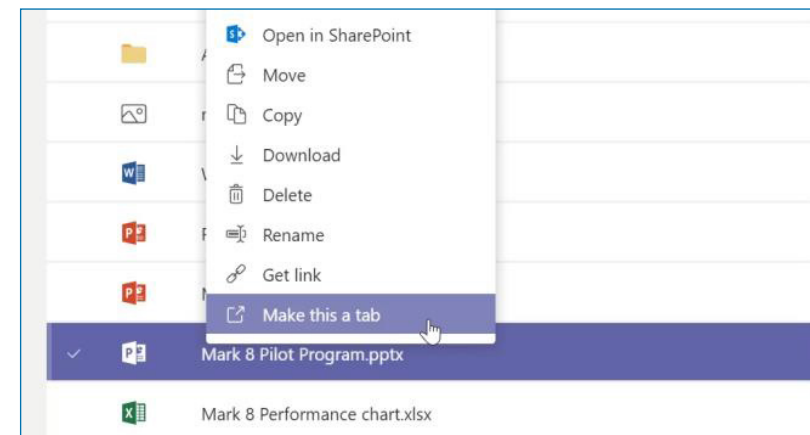 Open in SharePoint
Move
Copy
Download
Delete
Rename
Get link
Make this a tab
Mark 8 Pilot Program.pptx
Mark 8 Performance chart.xlsx